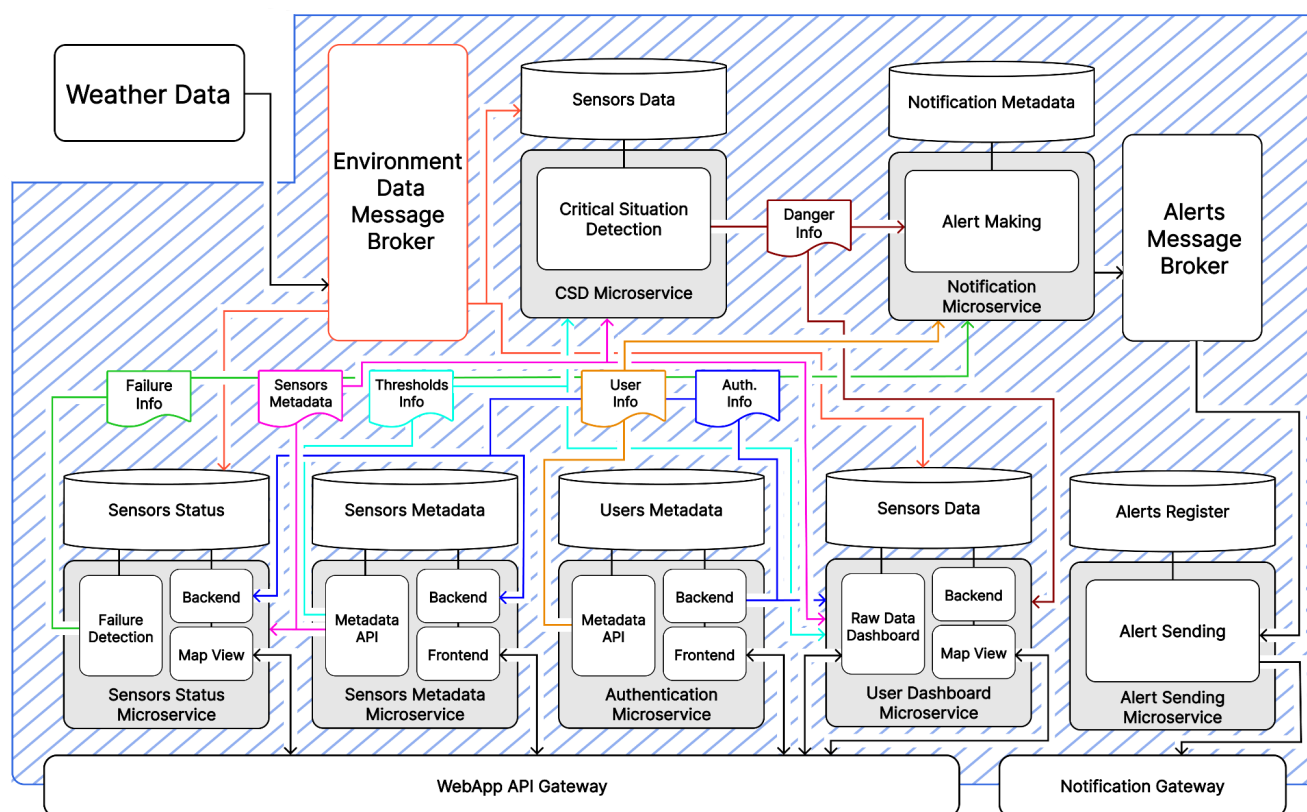 Weather Data
Environment
Data
Message
Broker
Sensors Data
Critical Situation
Detection
CSD Microservice
Danger
Info
Notification Metadata
Alert Making
Notification
Microservice
Alerts
Message
Broker
Failure
Info
Sensors
Metadata
Thresholds
Info
User
Info
Auth.
Info
Sensors Status
Failure
Detection
Backend
Map View
Sensors Status
Microservice
Sensors Metadata
Metadata
API
Backend
Frontend
Sensors Metadata
Microservice
Users Metadata
Metadata
API
Backend
Frontend
Authentication
Microservice
Sensors Data
Raw Data
Dashboard
Backend
Map View
User Dashboard
Microservice
Alerts Register
Alert Sending
Alert Sending
Microservice
WebApp API Gateway
Notification Gateway